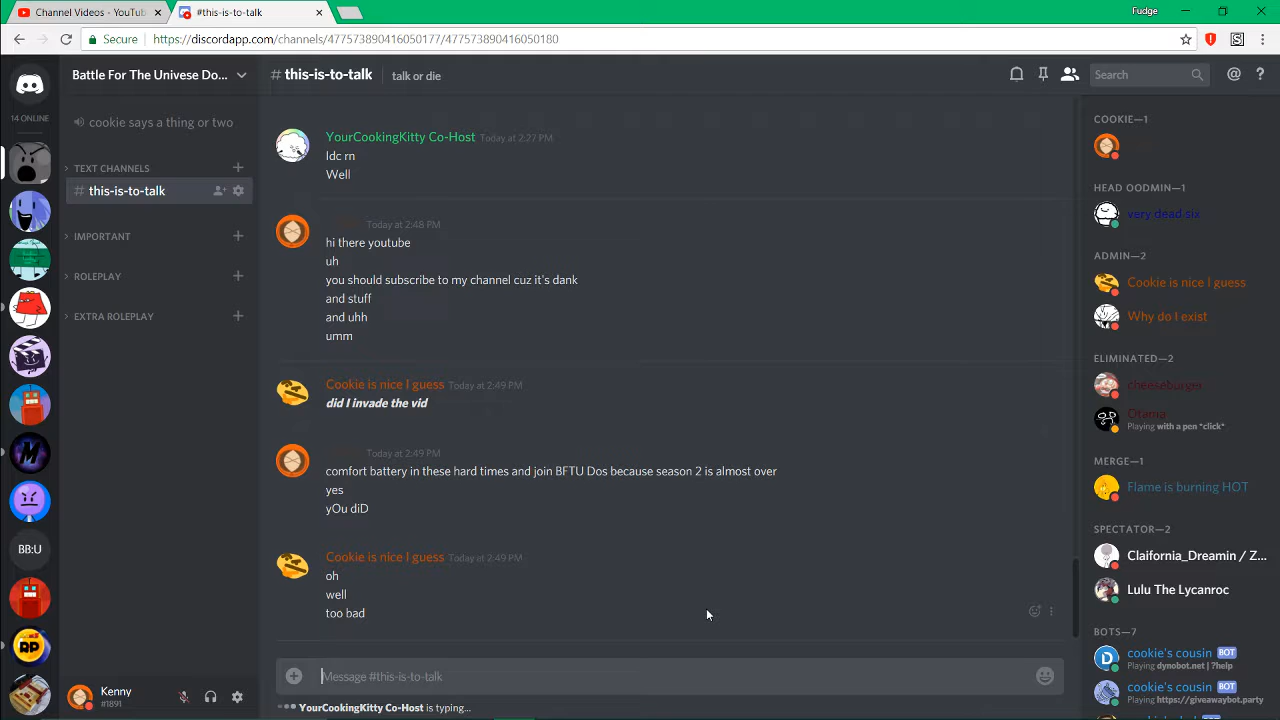 Channel Videos - YouTub
#this-is-to-talk
Fudge
Secure
https://discordapp.com/channels/477573890416050177/477573890416050180
Battle For The Univese Do...
# this-is-to-talk
talk or die
Search
14 ONLINE
cookie says a thing or two
TEXT CHANNELS
# this-is-to-talk
IMPORTANT
ROLEPLAY
EXTRA ROLEPLAY
BB:U
RP
Kenny
#1891
YourCookingKitty Co-Host Today at 2:27 PM
Idc rn
Well
Today at 2:48 PM
hi there youtube
uh
you should subscribe to my channel cuz it's dank
and stuff
and uhh
umm
Cookie is nice I guess Today at 2:49 PM
did I invade the vid
Today at 2:49 PM
comfort battery in these hard times and join BFTU Dos because season 2 is almost over
yes
yOu diD
Cookie is nice I guess Today at 2:49 PM
oh
well
too bad
Message #this-is-to-talk
YourCookingKitty Co-Host is typing...
COOKIE—1
HEAD OODMIN—1
very dead six
ADMIN—2
Cookie is nice I guess
Why do I exist
ELIMINATED—2
cheeseburger
Otama
Playing with a pen *click*
MERGE—1
Flame is burning HOT
SPECTATOR—2
Claifornia_Dreamin / Z...
Lulu The Lycanroc
BOTS—7
cookie's cousin BOT
Playing dynobot.net | ?help
cookie's cousin BOT
Playing https://giveawaybot.party